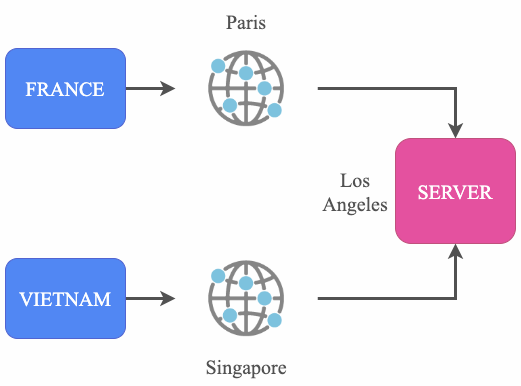 Paris
FRANCE
Los
Angeles
SERVER
VIETNAM
Singapore